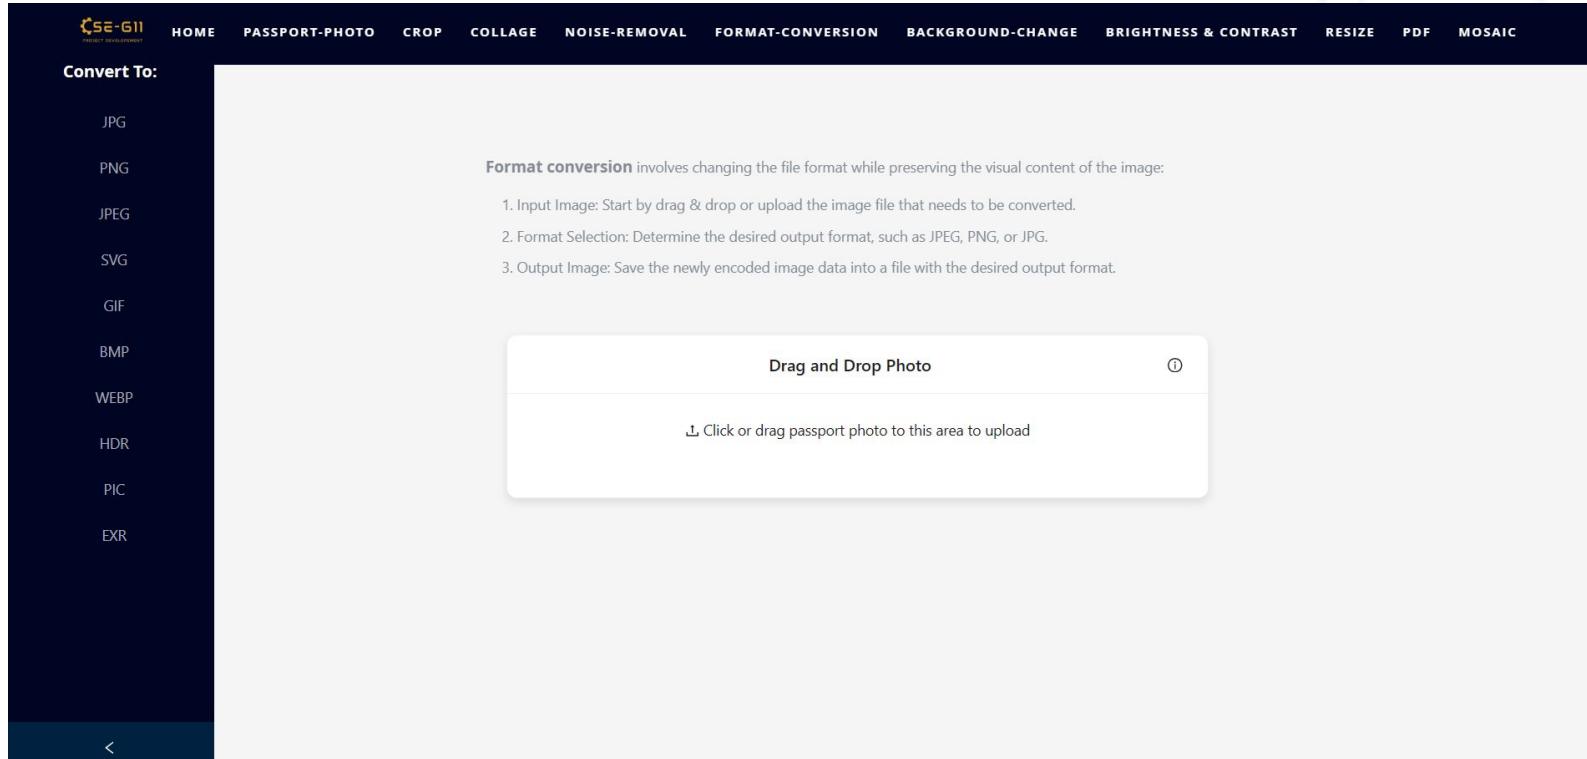 CSE-G11
PROJECT DEVELOPEMENT
HOME PASSPORT-PHOTO CROP COLLAGE NOISE-REMOVAL FORMAT-CONVERSION BACKGROUND-CHANGE BRIGHTNESS & CONTRAST RESIZE PDF MOSAIC
Convert To:
JPG
PNG
JPEG
SVG
GIF
BMP
WEBP
HDR
PIC
EXR
Format conversion involves changing the file format while preserving the visual content of the image:
1. Input Image: Start by drag & drop or upload the image file that needs to be converted.
2. Format Selection: Determine the desired output format, such as JPEG, PNG, or JPG.
3. Output Image: Save the newly encoded image data into a file with the desired output format.
Drag and Drop Photo
Click or drag passport photo to this area to upload